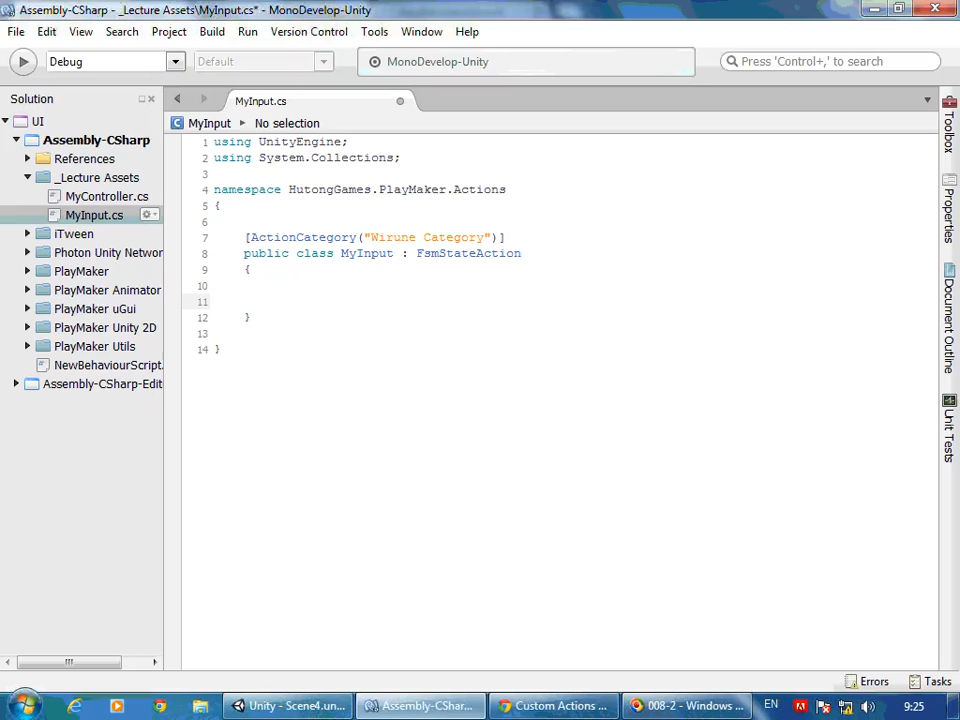 Assembly-CSharp - _Lecture Assets\MyInput.cs* - MonoDevelop-Unity
File Edit View Search Project Build Run Version Control Tools Window Help
Debug Default MonoDevelop-Unity Press 'Control+,' to search
Solution
MyInput.cs
MyInput No selection
UI
Assembly-CSharp
References
_Lecture Assets
MyController.cs
MyInput.cs
iTween
Photon Unity Networ
PlayMaker
PlayMaker Animator
PlayMaker uGui
PlayMaker Unity 2D
PlayMaker Utils
NewBehaviourScript.
Assembly-CSharp-Edit
1 using UnityEngine;
2 using System.Collections;
3
4 namespace HutongGames.PlayMaker.Actions
5 {
6
7 [ActionCategory("Wirune Category")]
8 public class MyInput : FsmStateAction
9 {
10
11
12 }
13
14 }
Toolbox
Properties
Document Outline
Unit Tests
Errors Tasks
Unity - Scene4.un... Assembly-CShar... Custom Actions ... 008-2 - Windows ... EN 9:25